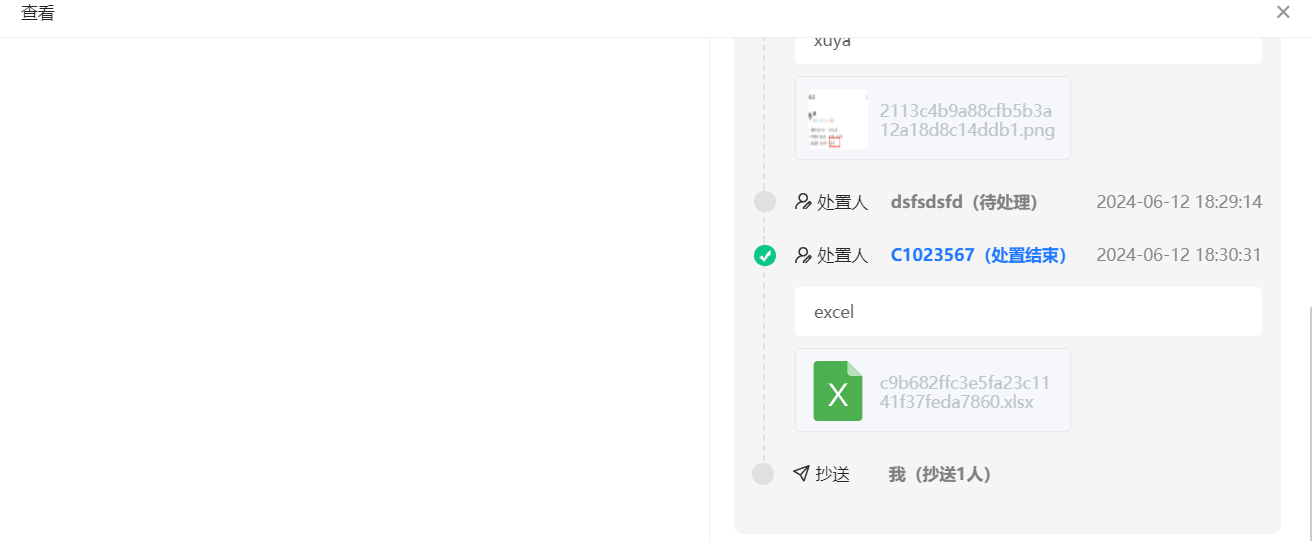 查看
xuya
2113c4b9a88cfb5b3a
12a18d8c14ddb1.png
处置人 dsfsdsfd（待处理） 2024-06-12 18:29:14
处置人 C1023567（处置结束） 2024-06-12 18:30:31
excel
X
c9b682ffc3e5fa23c11
41f37feda7860.xlsx
抄送 我（抄送1人）